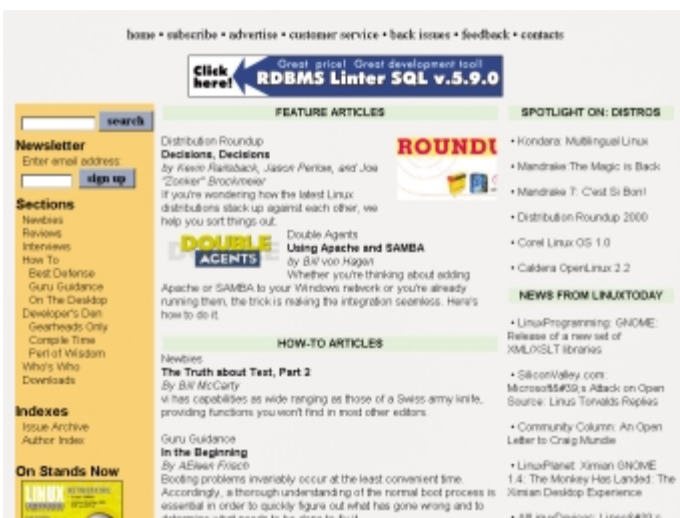 home • subscribe • advertise • customer service • back issues • feedback • contacts
Click here!
Great price! Great development tool!
RDBMS Linter SQL v.5.9.0
search
Newsletter
Enter email address:
sign up
Sections
Newbies
Reviews
Interviews
How To
Best Defense
Guru Guidance
On The Desktop
Developer's Den
Gearheads Only
Compile Time
Perl of Wisdom
Who's Who
Downloads
Indexes
Issue Archive
Author Index
On Stands Now
LINUX
FEATURE ARTICLES
Distribution Roundup
Decisions, Decisions
by Kevin Railsback, Jason Perlow, and Joe
"Zonker" Brockmeier
If you're wondering how the latest Linux
distributions stack up against each other, we
help you sort things out.
ROUNDU
DOUBLE
AGENTS
Double Agents
Using Apache and SAMBA
by Bill von Hagen
Whether you're thinking about adding
Apache or SAMBA to your Windows network or you're already
running them, the trick is making the integration seamless. Here's
how to do it.
HOW-TO ARTICLES
Newbies
The Truth about Text, Part 2
By Bill McCarty
vi has capabilities as wide ranging as those of a Swiss army knife,
providing functions you won't find in most other editors.
Guru Guidance
In the Beginning
By AEleen Frisch
Booting problems invariably occur at the least convenient time.
Accordingly, a thorough understanding of the normal boot process is
essential in order to quickly figure out what has gone wrong and to
determine what needs to be done to fix it.
SPOTLIGHT ON: DISTROS
• Kondara: Multilingual Linux
• Mandrake The Magic is Back
• Mandrake 7: C'est Si Bon!
• Distribution Roundup 2000
• Corel Linux OS 1.0
• Caldera OpenLinux 2.2
NEWS FROM LINUXTODAY
• LinuxProgramming: GNOME:
Release of a new set of
XML/XSLT libraries
• SiliconValley.com:
Microsoft&#39;s Attack on Open
Source: Linus Torvalds Replies
• Community Column: An Open
Letter to Craig Mundie
• LinuxPlanet: Ximian GNOME
1.4: The Monkey Has Landed: The
Ximian Desktop Experience